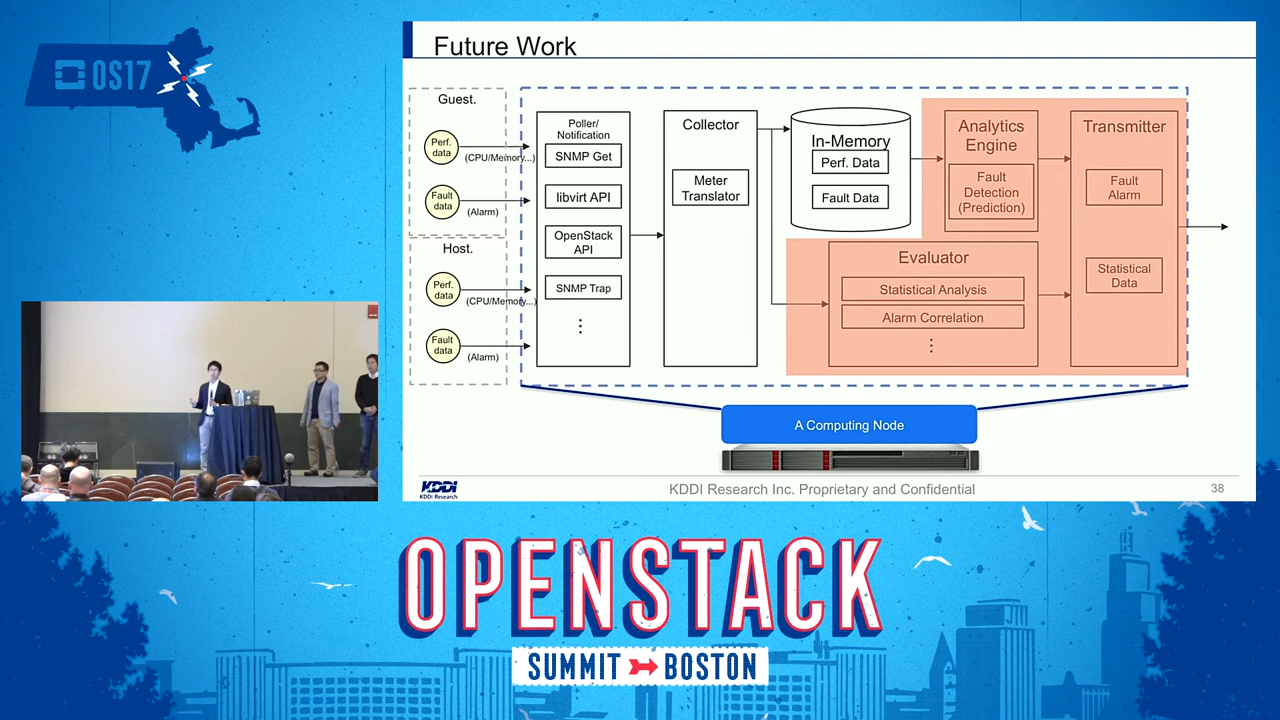 OS17
Future Work
Guest.
Perf.
data
(CPU/Memory...)
Fault
data
(Alarm)
Host.
Perf.
data
(CPU/Memory...)
Fault
data
(Alarm)
Poller/
Notification
SNMP Get
libvirt API
OpenStack
API
SNMP Trap
Collector
Meter
Translator
In-Memory
Perf. Data
Fault Data
Analytics
Engine
Fault
Detection
(Prediction)
Transmitter
Fault
Alarm
Statistical
Data
Evaluator
Statistical Analysis
Alarm Correlation
A Computing Node
KDDI
KDDI Research
KDDI Research Inc. Proprietary and Confidential
38
OPENSTACK
SUMMIT BOSTON